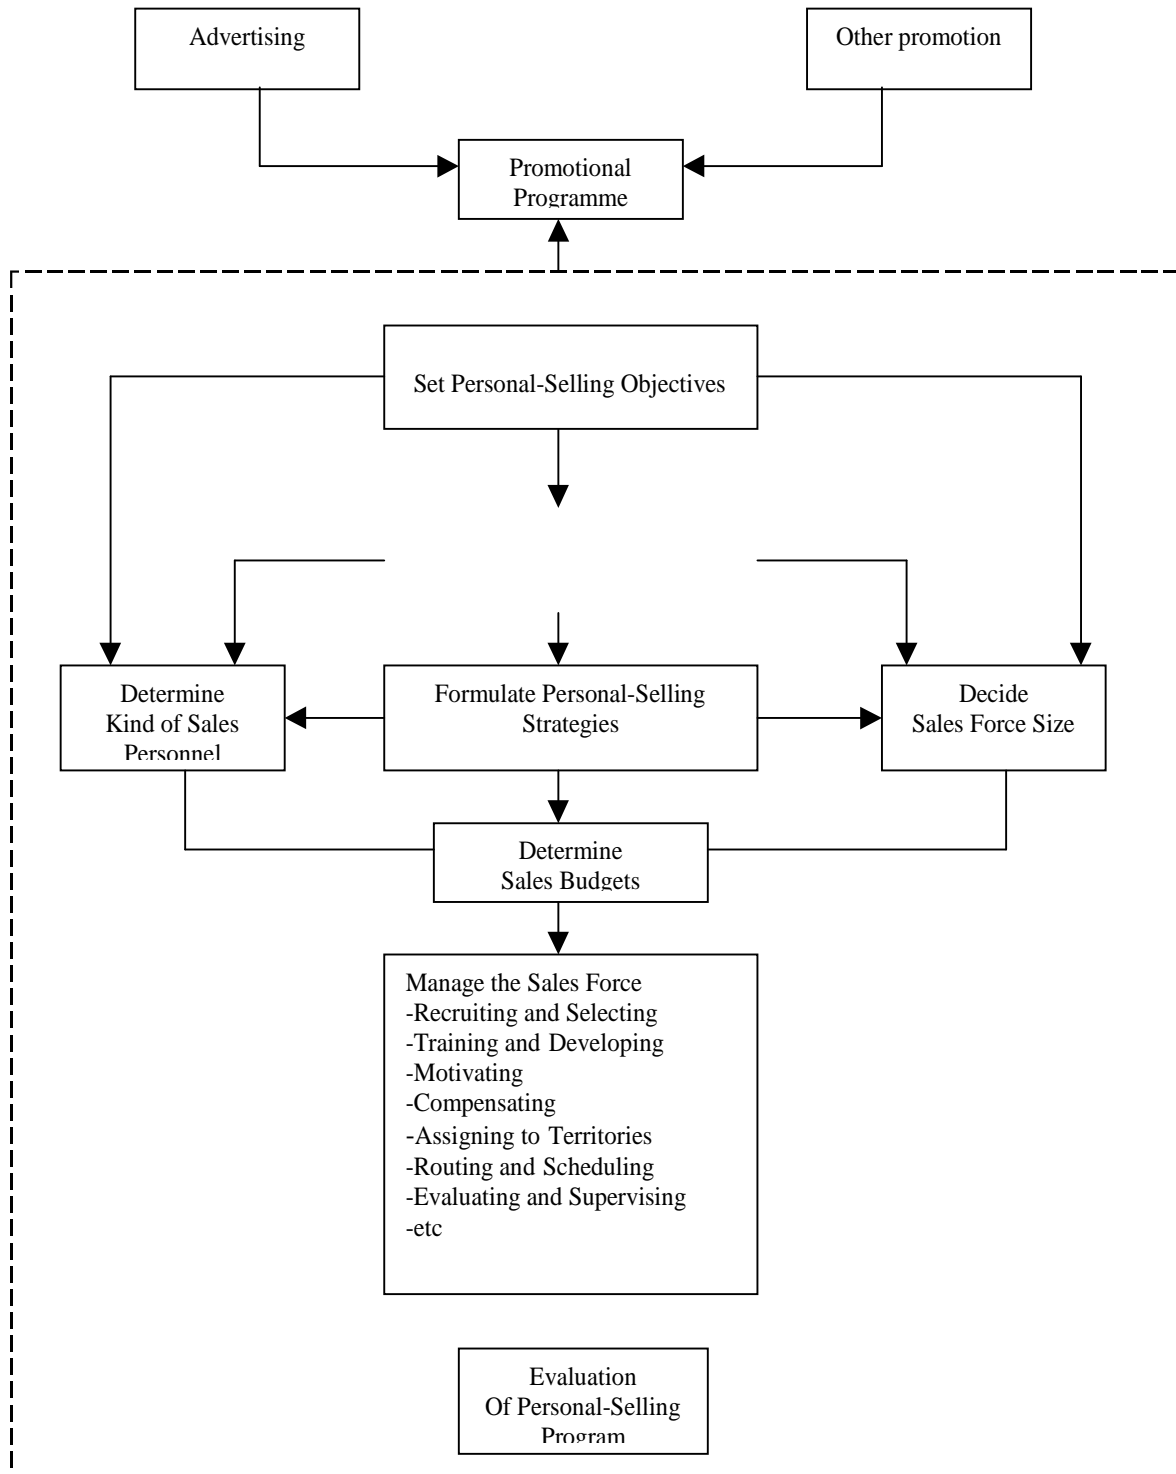 Advertising
Other promotion
Promotional
Programme
Set Personal-Selling Objectives
Determine
Kind of Sales
Personnel
Formulate Personal-Selling
Strategies
Decide
Sales Force Size
Determine
Sales Budgets
Manage the Sales Force
-Recruiting and Selecting
-Training and Developing
-Motivating
-Compensating
-Assigning to Territories
-Routing and Scheduling
-Evaluating and Supervising
-etc
Evaluation
Of Personal-Selling
Program